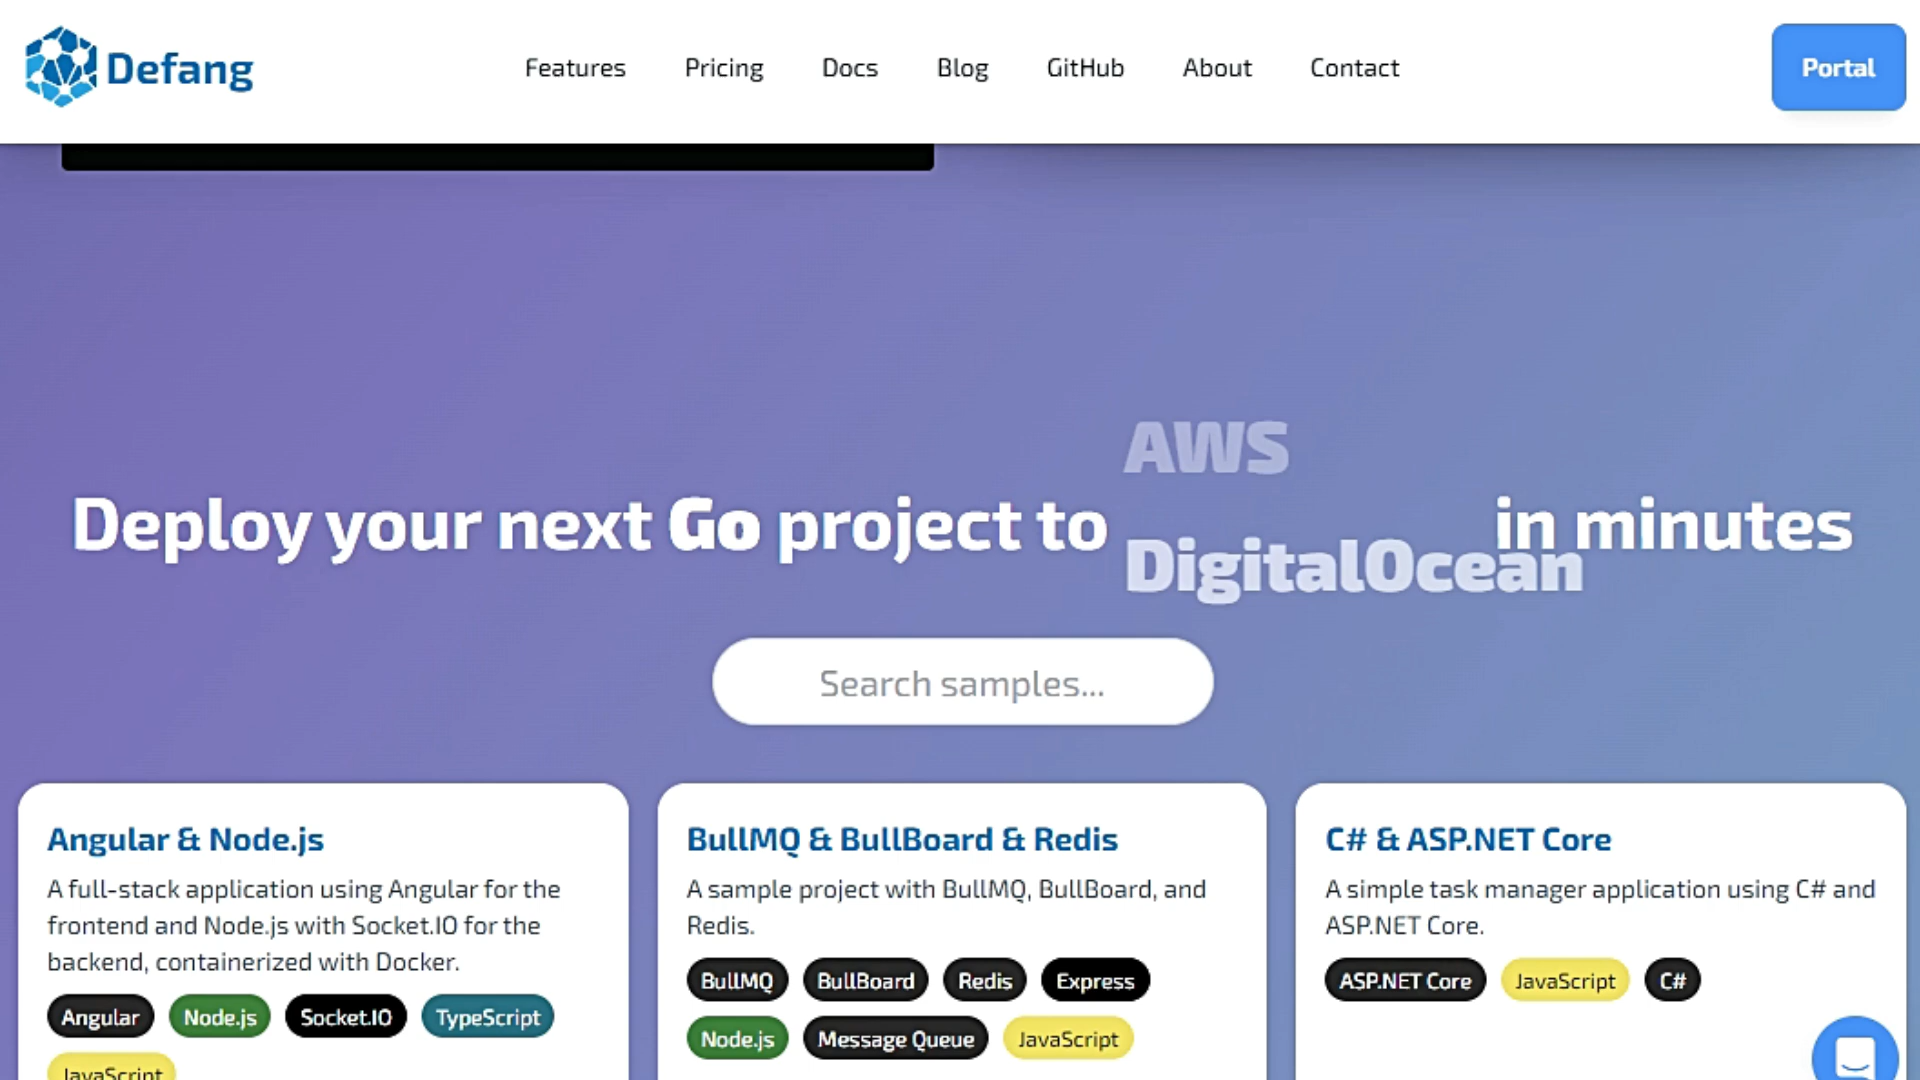 Defang
Features Pricing Docs Blog GitHub About Contact
Portal
AWS
Deploy your next Go project to in minutes
DigitalOcean
Search samples...
Angular & Node.js
A full-stack application using Angular for the
frontend and Node.js with Socket.IO for the
backend, containerized with Docker.
Angular Node.js Socket.IO TypeScript
JavaScript
BullMQ & BullBoard & Redis
A sample project with BullMQ, BullBoard, and
Redis.
BullMQ BullBoard Redis Express
Node.js Message Queue JavaScript
C# & ASP.NET Core
A simple task manager application using C# and
ASP.NET Core.
ASP.NET Core JavaScript C#